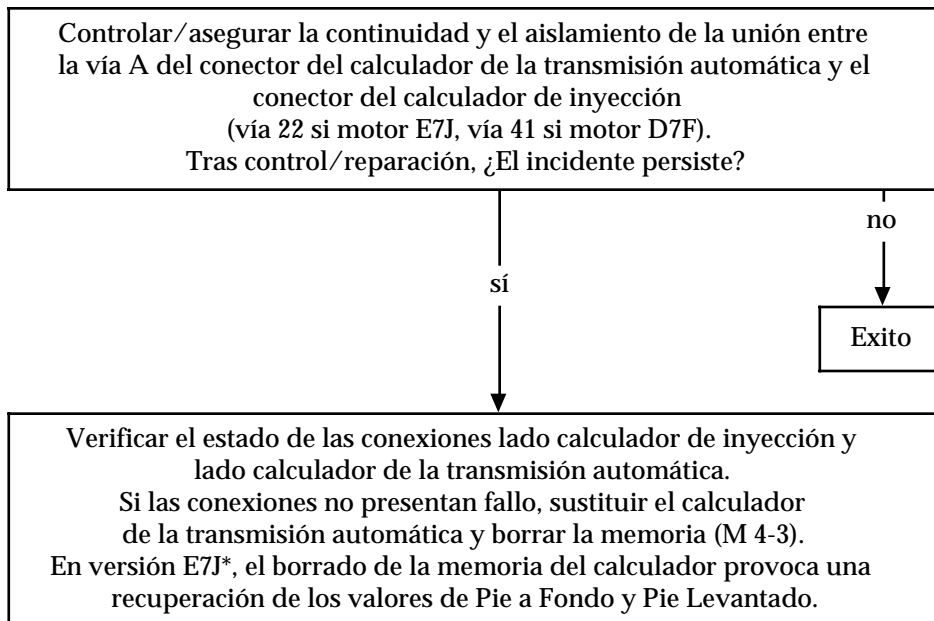 Controlar/asegurar la continuidad y el aislamiento de la unión entre
la vía A del conector del calculador de la transmisión automática y el
conector del calculador de inyección
(vía 22 si motor E7J, vía 41 si motor D7F).
Tras control/reparación, ¿El incidente persiste?
no
sí
Exito
Verificar el estado de las conexiones lado calculador de inyección y
lado calculador de la transmisión automática.
Si las conexiones no presentan fallo, sustituir el calculador
de la transmisión automática y borrar la memoria (M 4-3).
En versión E7J*, el borrado de la memoria del calculador provoca una
recuperación de los valores de Pie a Fondo y Pie Levantado.